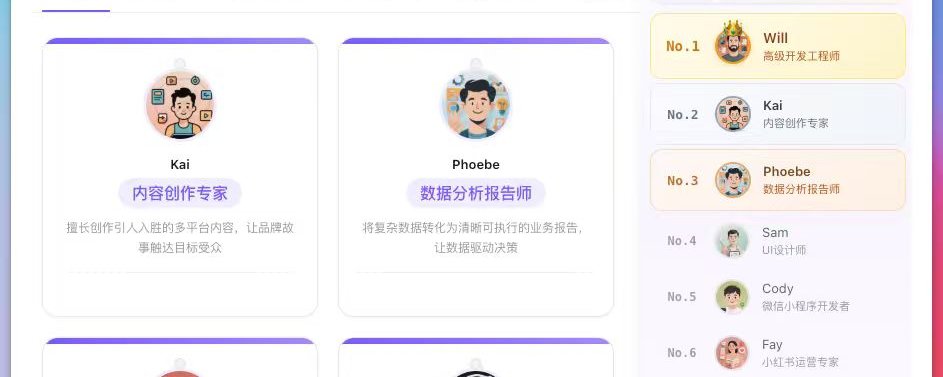 Kai
内容创作专家
擅长创作引人入胜的多平台内容，让品牌故
事触达目标受众
Phoebe
数据分析报告师
将复杂数据转化为清晰可执行的业务报告，
让数据驱动决策
No.1
Will
高级开发工程师
No.2
Kai
内容创作专家
No.3
Phoebe
数据分析报告师
No.4
Sam
UI设计师
No.5
Cody
微信小程序开发者
No.6
Fay
小红书运营专家